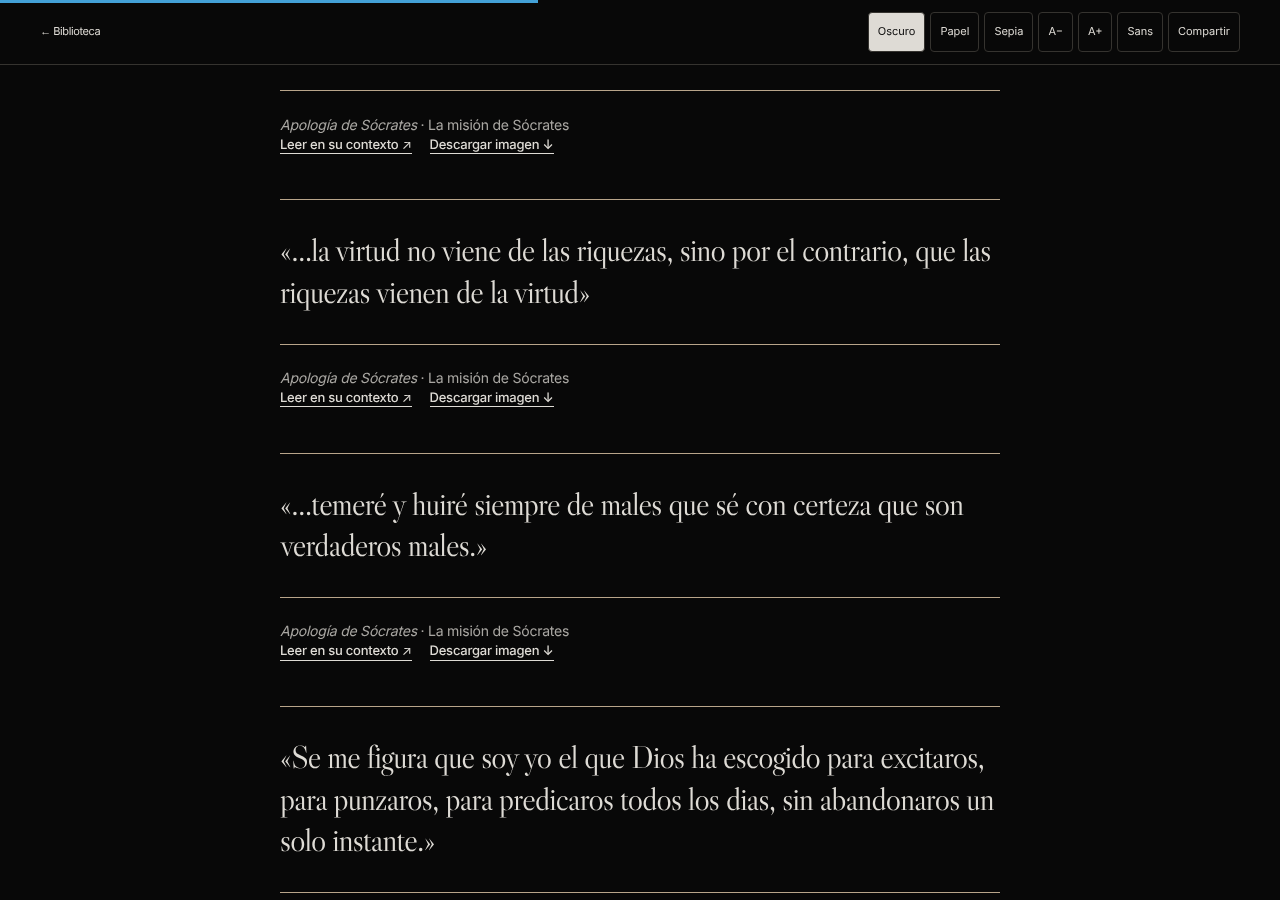 ← Biblioteca
Oscuro Papel Sepia A− A+ Sans Compartir
Apología de Sócrates · La misión de Sócrates
Leer en su contexto ↗ Descargar imagen ↓
«…la virtud no viene de las riquezas, sino por el contrario, que las
riquezas vienen de la virtud»
Apología de Sócrates · La misión de Sócrates
Leer en su contexto ↗ Descargar imagen ↓
«…temeré y huiré siempre de males que sé con certeza que son
verdaderos males.»
Apología de Sócrates · La misión de Sócrates
Leer en su contexto ↗ Descargar imagen ↓
«Se me figura que soy yo el que Dios ha escogido para excitaros,
para punzaros, para predicaros todos los dias, sin abandonaros un
solo instante.»